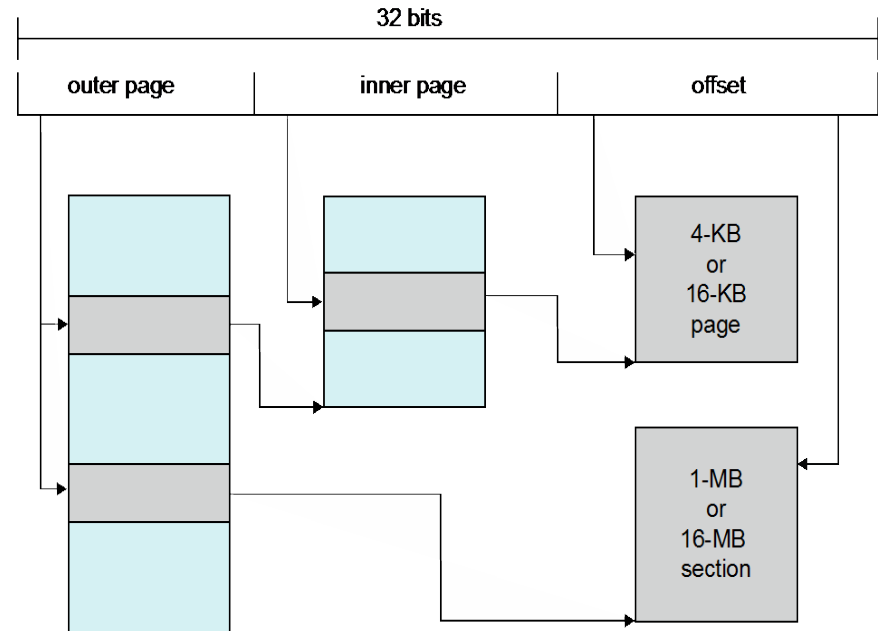 32 bits
outer page
inner page
offset
4-KB
or
16-KB
page
1-MB
or
16-MB
section